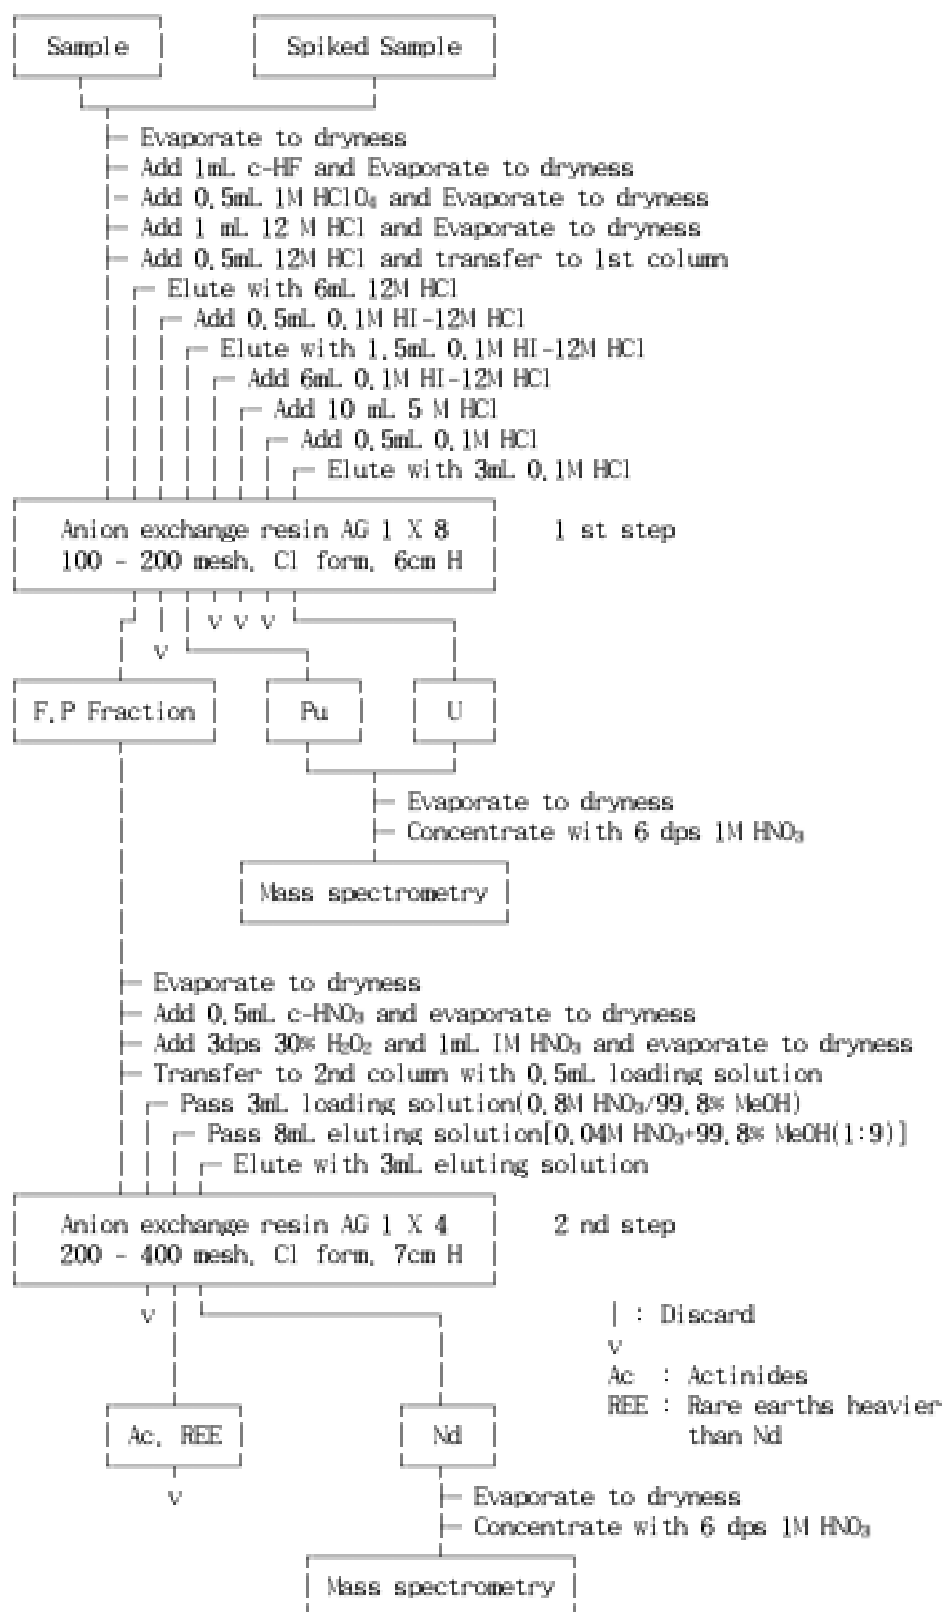 Sample Spiked Sample
Evaporate to dryness
Add 1mL c-HF and Evaporate to dryness
Add 0.5mL 1M HClO₄ and Evaporate to dryness
Add 1 mL 12 M HCl and Evaporate to dryness
Add 0.5mL 12M HCl and transfer to 1st column
Elute with 6mL 12M HCl
Add 0.5mL 0.1M HI-12M HCl
Elute with 1.5mL 0.1M HI-12M HCl
Add 6mL 0.1M HI-12M HCl
Add 10 mL 5 M HCl
Add 0.5mL 0.1M HCl
Elute with 3mL 0.1M HCl
Anion exchange resin AG 1 X 8 1 st step
100 - 200 mesh, Cl form, 6cm H
v v v
v
F.P Fraction Pu U
Evaporate to dryness
Concentrate with 6 dps 1M HNO₃
Mass spectrometry
Evaporate to dryness
Add 0.5mL c-HNO₃ and evaporate to dryness
Add 3dps 30% H₂O₂ and 1mL 1M HNO₃ and evaporate to dryness
Transfer to 2nd column with 0.5mL loading solution
Pass 3mL loading solution(0.8M HNO₃/99.8% MeOH)
Pass 8mL eluting solution[0.04M HNO₃+99.8% MeOH(1:9)]
Elute with 3mL eluting solution
Anion exchange resin AG 1 X 4 2 nd step
200 - 400 mesh, Cl form, 7cm H
v | : Discard
v
Ac : Actinides
REE : Rare earths heavier
than Nd
Ac, REE Nd
v
Evaporate to dryness
Concentrate with 6 dps 1M HNO₃
Mass spectrometry